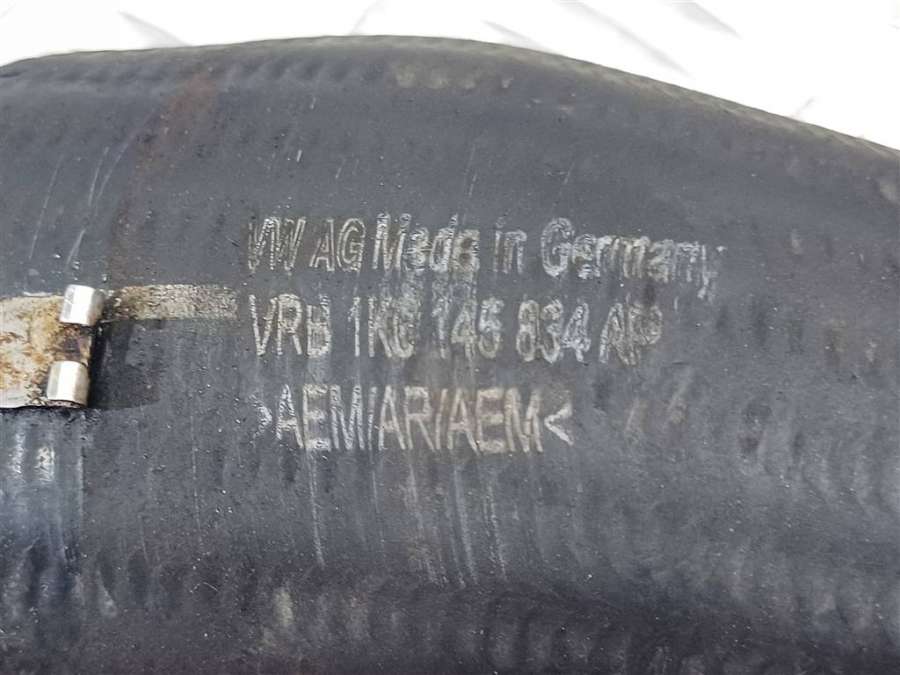 VW AG Made in Germany
VRB 1K0 145 834 AP
>AEM/AR/AEM<